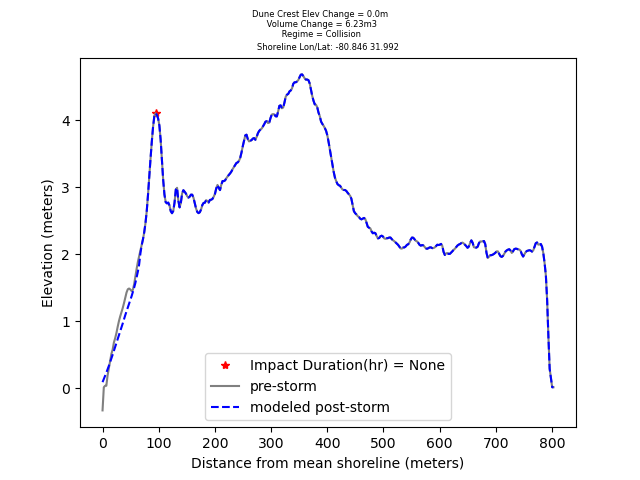 Dune Crest Elev Change = 0.0m
Volume Change = 6.23m3
Regime = Collision
Shoreline Lon/Lat: -80.846 31.992
4
3
2
1
0
Elevation (meters)
Impact Duration(hr) = None
pre-storm
modeled post-storm
0 100 200 300 400 500 600 700 800
Distance from mean shoreline (meters)